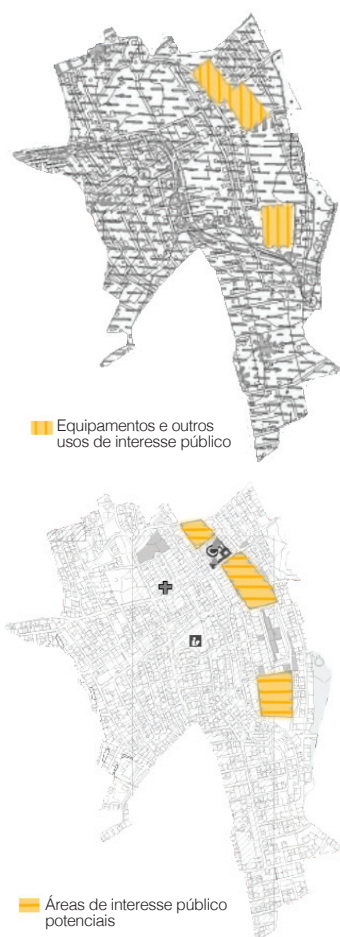 Equipamentos e outros
usos de interesse público
Áreas de interesse público
potenciais